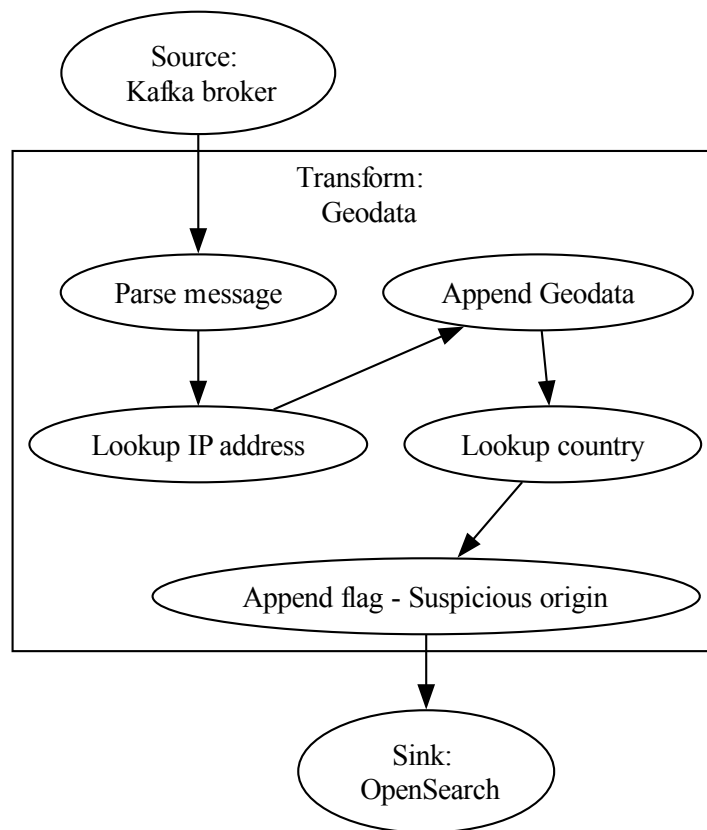 Source:
Kafka broker
Transform:
Geodata
Parse message
Append Geodata
Lookup IP address
Lookup country
Append flag - Suspicious origin
Sink:
OpenSearch